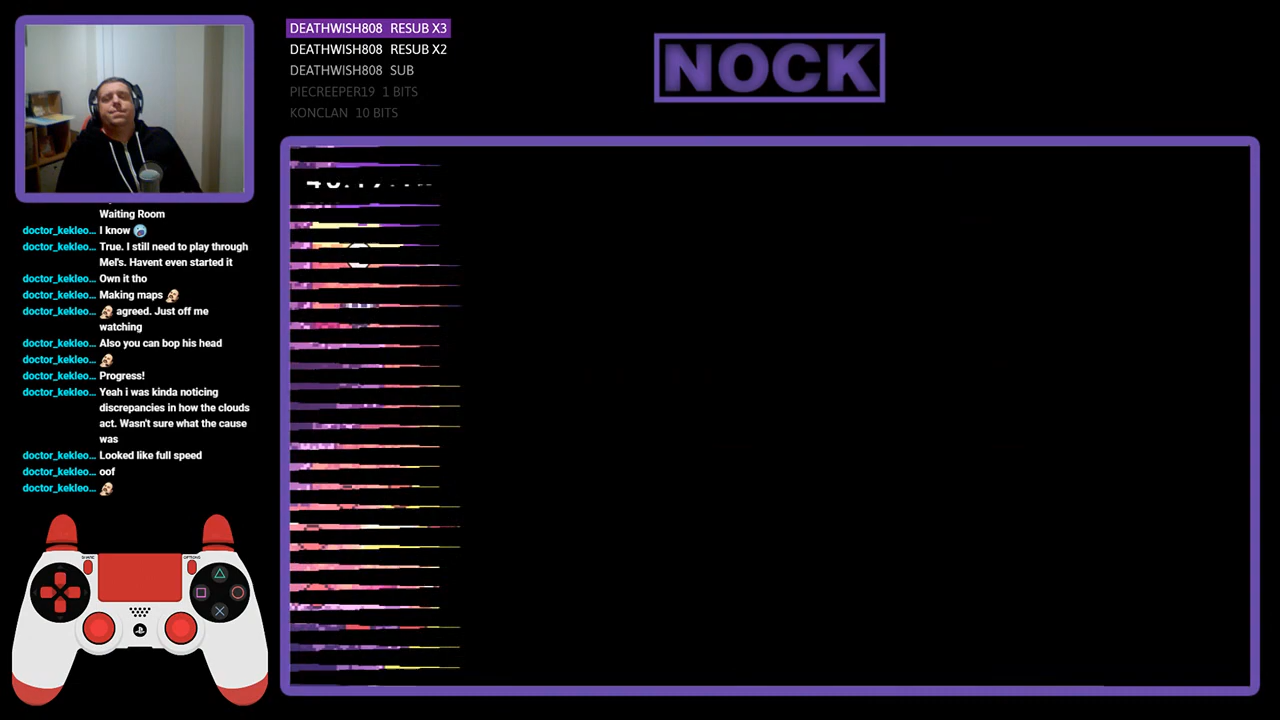 DEATHWISH808 RESUB X3
DEATHWISH808 RESUB X2
DEATHWISH808 SUB
PIECREEPER19 1 BITS
KONCLAN 10 BITS
NOCK
Waiting Room
doctor_kekleo... I know
doctor_kekleo... True. I still need to play through
Mel's. Havent even started it
doctor_kekleo... Own it tho
doctor_kekleo... Making maps
doctor_kekleo... agreed. Just off me
watching
doctor_kekleo... Also you can bop his head
doctor_kekleo...
doctor_kekleo... Progress!
doctor_kekleo... Yeah i was kinda noticing
discrepancies in how the clouds
act. Wasn't sure what the cause
was
doctor_kekleo... Looked like full speed
doctor_kekleo... oof
doctor_kekleo...
SHARE
OPTIONS